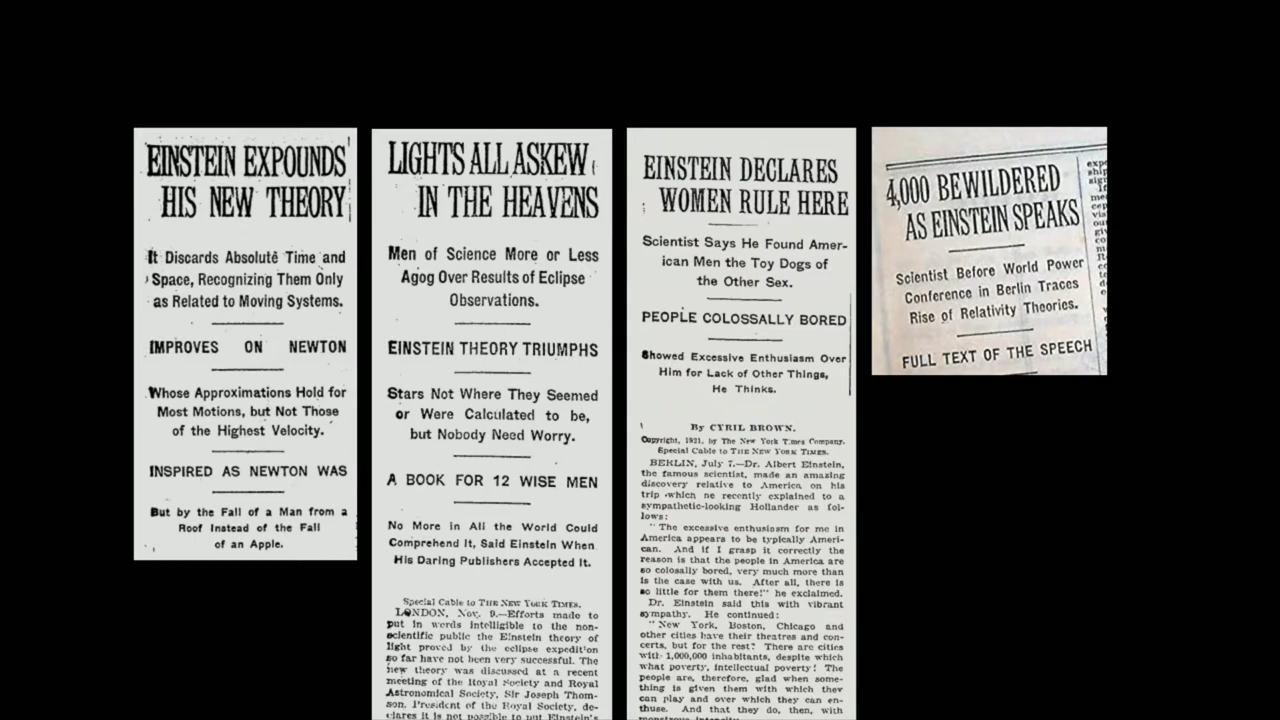 EINSTEIN EXPOUNDS
HIS NEW THEORY
It Discards Absolute Time and
Space, Recognizing Them Only
as Related to Moving Systems.
IMPROVES ON NEWTON
Whose Approximations Hold for
Most Motions, but Not Those
of the Highest Velocity.
INSPIRED AS NEWTON WAS
But by the Fall of a Man from a
Roof Instead of the Fall
of an Apple.
LIGHTS ALL ASKEW
IN THE HEAVENS
Men of Science More or Less
Agog Over Results of Eclipse
Observations.
EINSTEIN THEORY TRIUMPHS
Stars Not Where They Seemed
or Were Calculated to be,
but Nobody Need Worry.
A BOOK FOR 12 WISE MEN
No More in All the World Could
Comprehend It, Said Einstein When
His Daring Publishers Accepted It.
Special Cable to THE NEW YORK TIMES.
LONDON, Nov. 9.—Efforts made to
put in words intelligible to the non-
scientific public the Einstein theory of
light proved by the eclipse expedition
so far have not been very successful. The
new theory was discussed at a recent
meeting of the Royal Society and Royal
Astronomical Society, Sir Joseph Thom-
son, President of the Royal Society, de-
clares it is not possible to put Einstein's
EINSTEIN DECLARES
WOMEN RULE HERE
Scientist Says He Found Amer-
ican Men the Toy Dogs of
the Other Sex.
PEOPLE COLOSSALLY BORED
Showed Excessive Enthusiasm Over
Him for Lack of Other Things,
He Thinks.
By CYRIL BROWN.
Copyright, 1921, by The New York Times Company.
Special Cable to THE NEW YORK TIMES.
BERLIN, July 7.—Dr. Albert Einstein,
the famous scientist, made an amazing
discovery relative to America on his
trip which he recently explained to a
sympathetic-looking Hollander as fol-
lows:
"The excessive enthusiasm for me in
America appears to be typically Ameri-
can. And if I grasp it correctly the
reason is that the people in America are
so colosally bored, very much more than
is the case with us. After all, there is
so little for them there!" he exclaimed.
Dr. Einstein said this with vibrant
sympathy. He continued:
"New York, Boston, Chicago and
other cities have their theatres and con-
certs, but for the rest? There are cities
with 1,000,000 inhabitants, despite which
what poverty, intellectual poverty! The
people are, therefore, glad when some-
thing is given them with which they
can play and over which they can en-
thuse. And that they do, then, with
monstrous intensity.
4,000 BEWILDERED
AS EINSTEIN SPEAKS
Scientist Before World Power
Conference in Berlin Traces
Rise of Relativity Theories.
FULL TEXT OF THE SPEECH